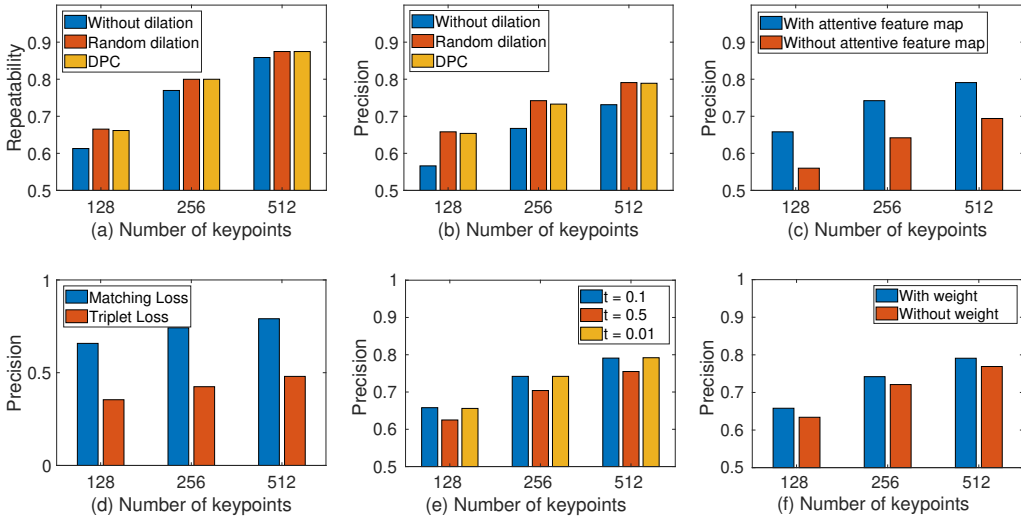 Without dilation
Random dilation
DPC
0.9
0.8
0.7
0.6
0.5
Repeatability
128
256
512
(a) Number of keypoints
Without dilation
Random dilation
DPC
0.9
0.8
0.7
0.6
0.5
Precision
128
256
512
(b) Number of keypoints
With attentive feature map
Without attentive feature map
0.9
0.8
0.7
0.6
0.5
Precision
128
256
512
(c) Number of keypoints
Matching Loss
Triplet Loss
1
0.5
0
Precision
128
256
512
(d) Number of keypoints
t = 0.1
t = 0.5
t = 0.01
1
0.9
0.8
0.7
0.6
0.5
Precision
128
256
512
(e) Number of keypoints
With weight
Without weight
1
0.9
0.8
0.7
0.6
0.5
Precision
128
256
512
(f) Number of keypoints